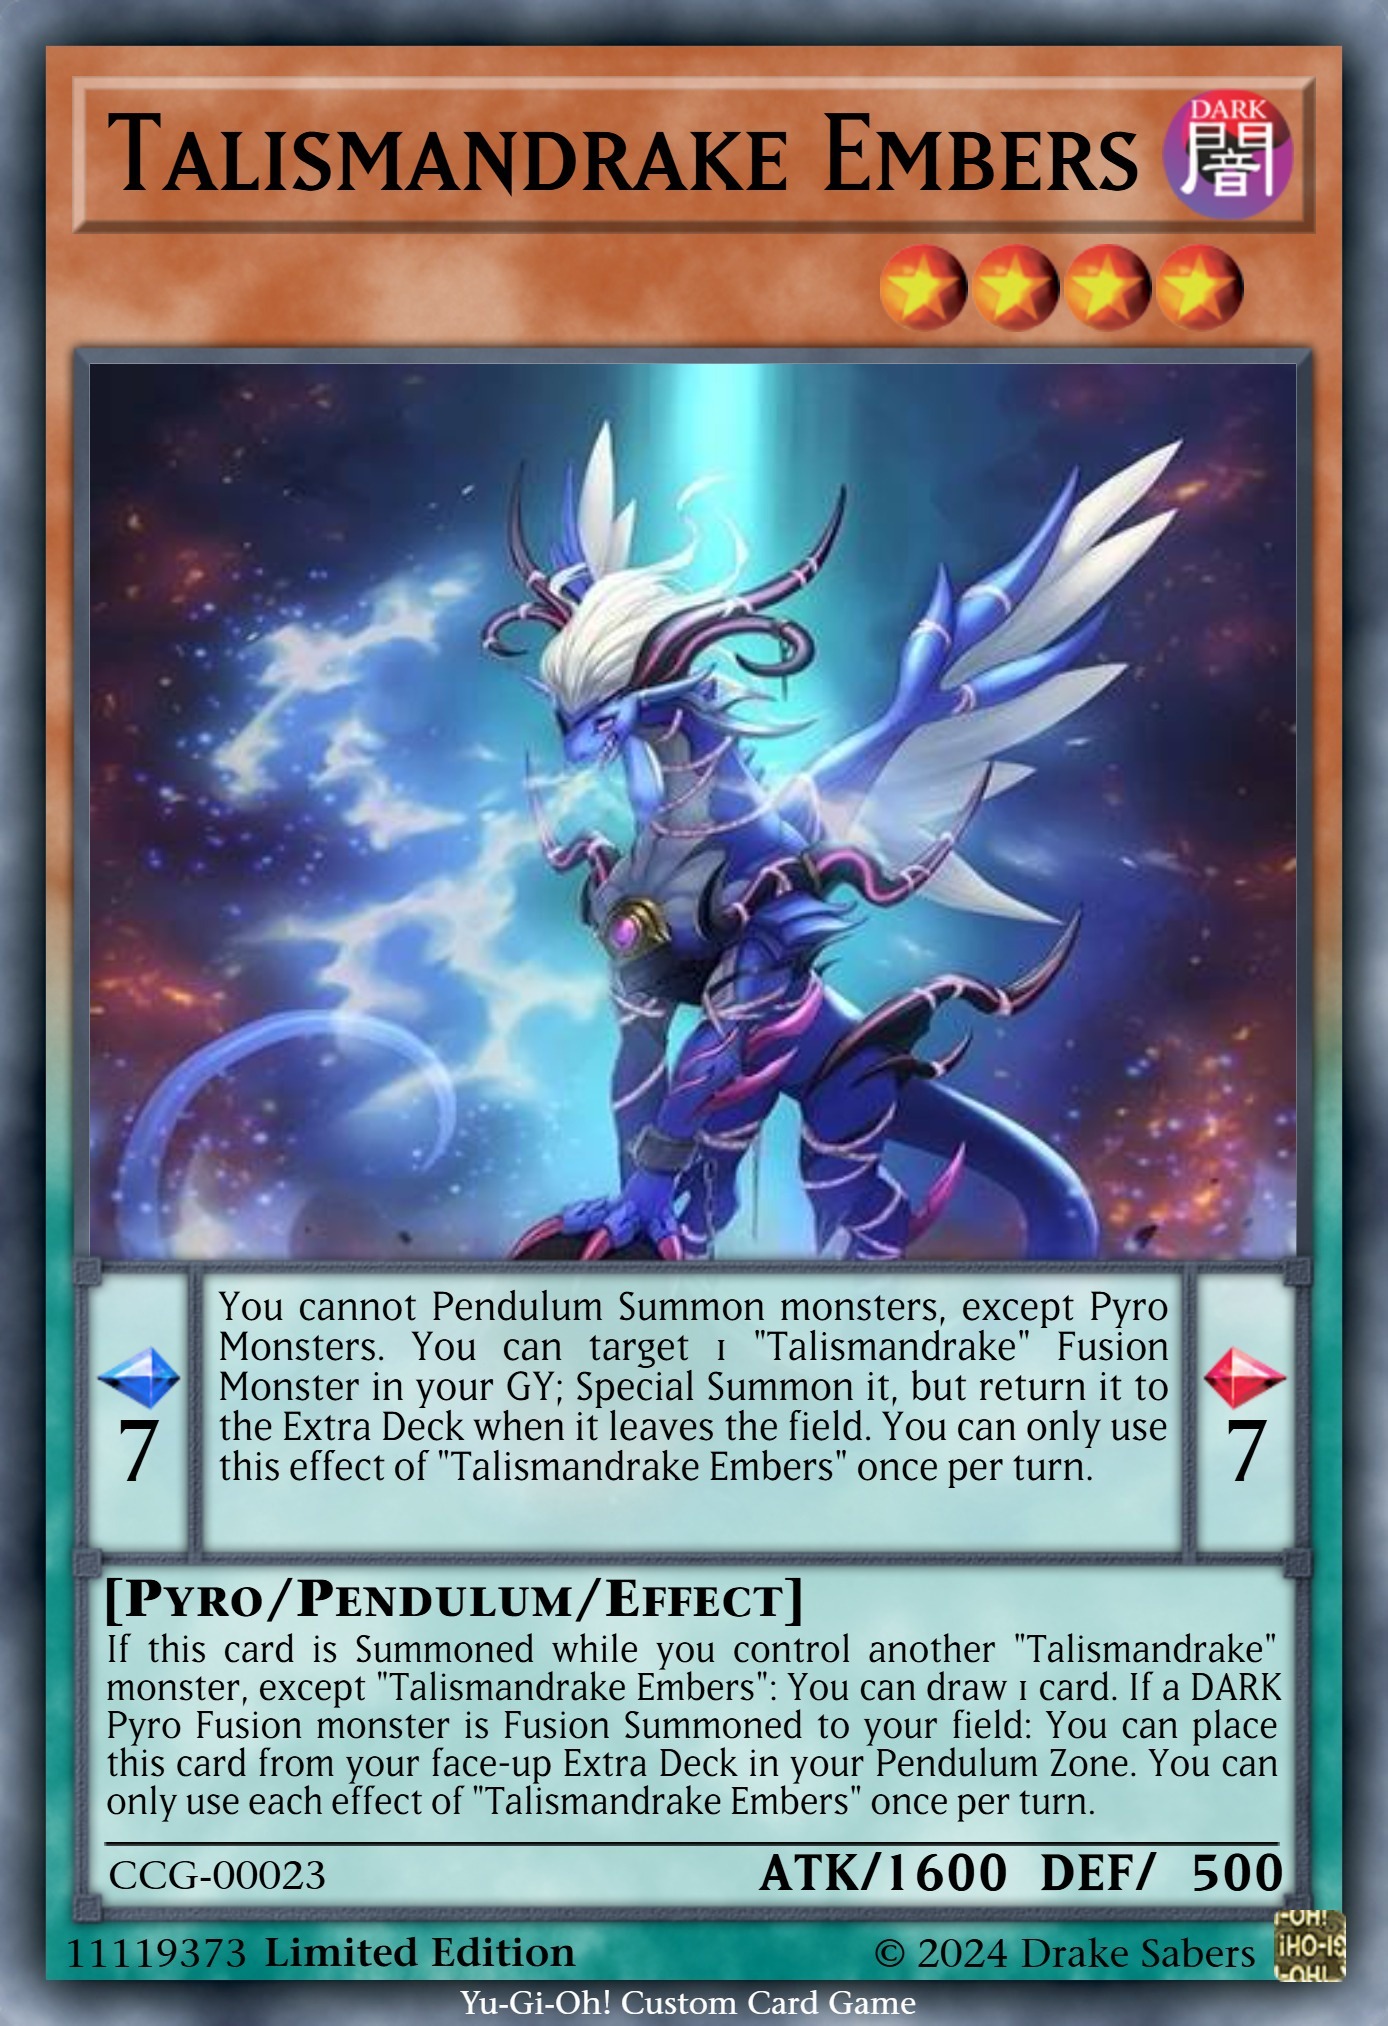 Talismandrake Embers
DARK
闇
You cannot Pendulum Summon monsters, except Pyro
Monsters. You can target 1 "Talismandrake" Fusion
Monster in your GY; Special Summon it, but return it to
the Extra Deck when it leaves the field. You can only use
this effect of "Talismandrake Embers" once per turn.
7
7
[Pyro/Pendulum/Effect]
If this card is Summoned while you control another "Talismandrake"
monster, except "Talismandrake Embers": You can draw 1 card. If a DARK
Pyro Fusion monster is Fusion Summoned to your field: You can place
this card from your face-up Extra Deck in your Pendulum Zone. You can
only use each effect of "Talismandrake Embers" once per turn.
CCG-00023
ATK/1600 DEF/ 500
11119373 Limited Edition
© 2024 Drake Sabers
Yu-Gi-Oh! Custom Card Game